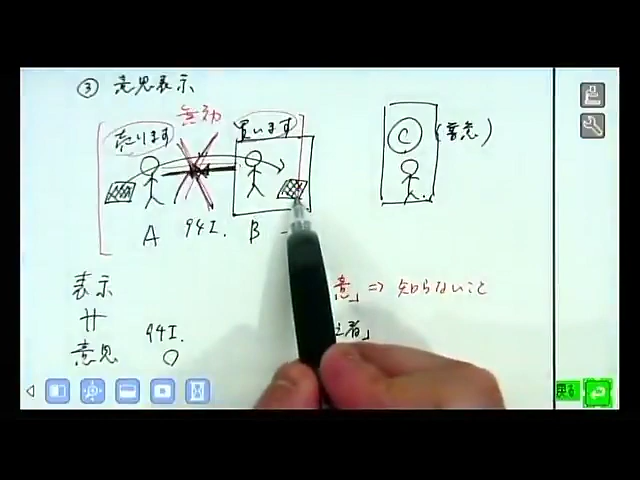 ③ 意思表示
無効
売ります 買います
C (善意)
A 94I. B
表示
意」⇒ 知らないこと
94I.
者」
意思 ○
戻る